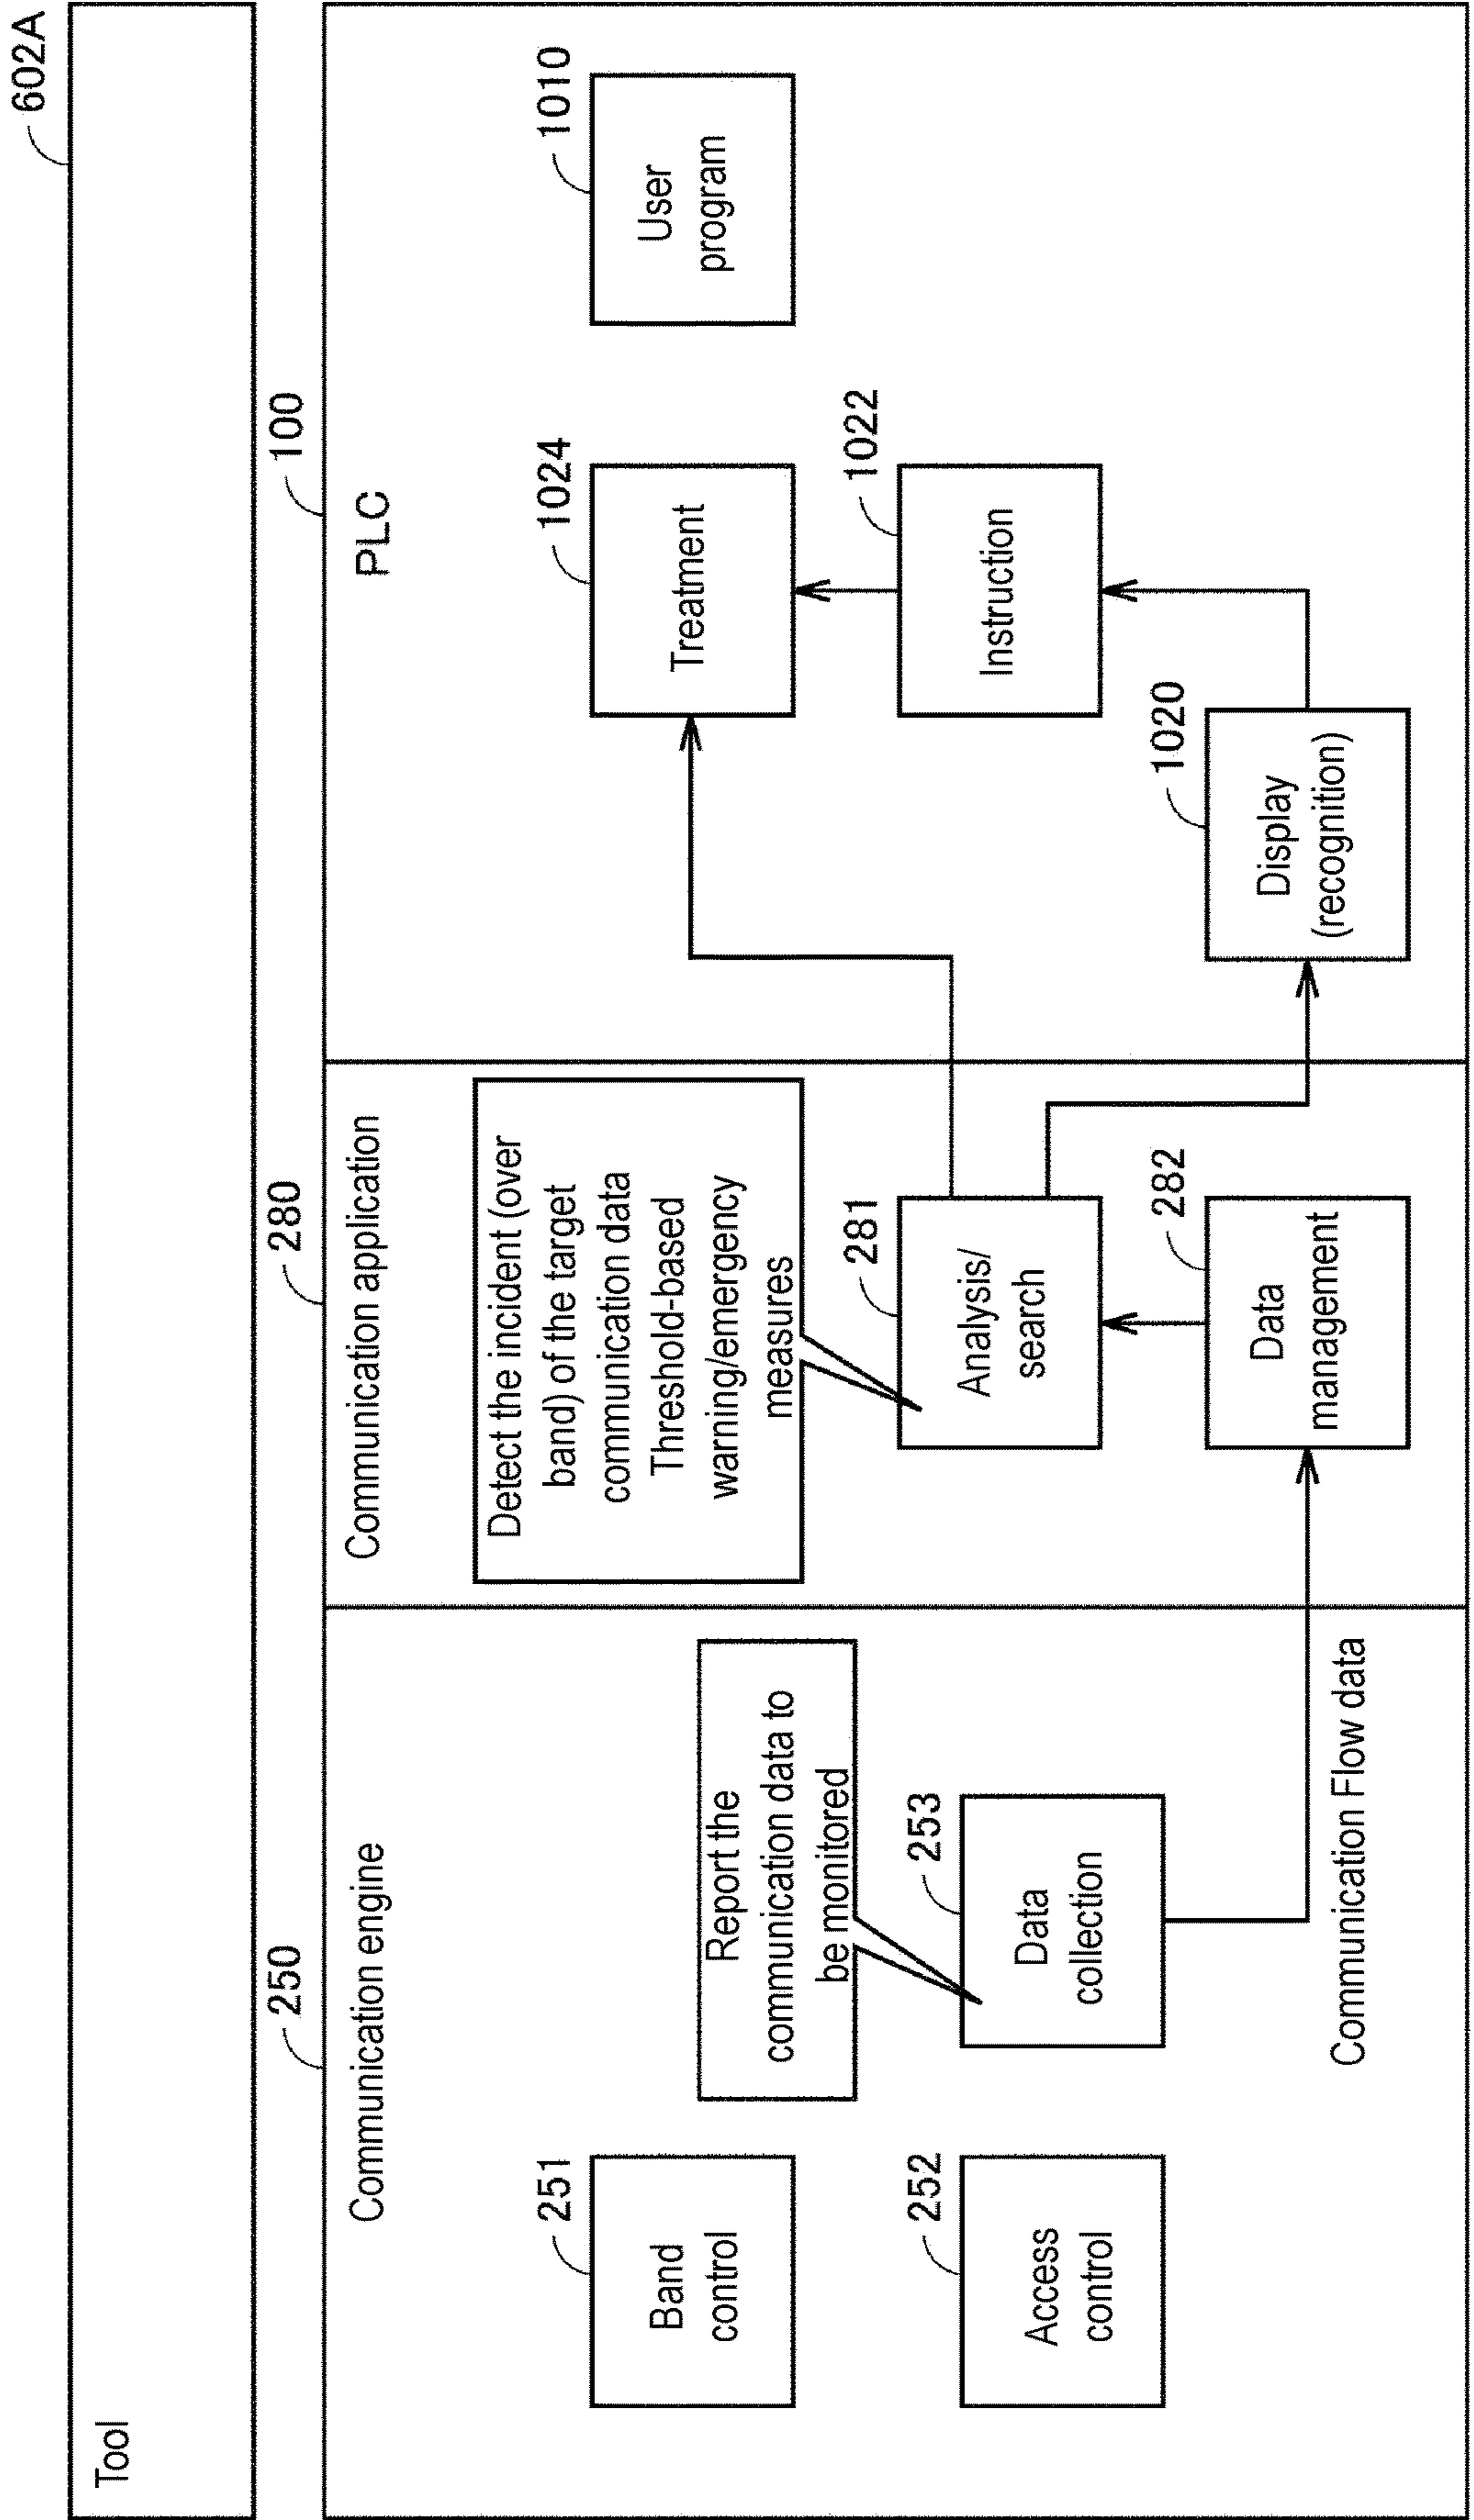 602A
Tool
250
Communication engine
251
Band
control
252
Access
control
Report the
communication data to
be monitored
253
Data
collection
Communication Flow data
280
Communication application
Detect the incident (over
band) of the target
communication data
Threshold-based
warning/emergency
measures
281
Analysis/
search
282
Data
management
100
PLC
1024
Treatment
1022
Instruction
1020
Display
(recognition)
1010
User
program